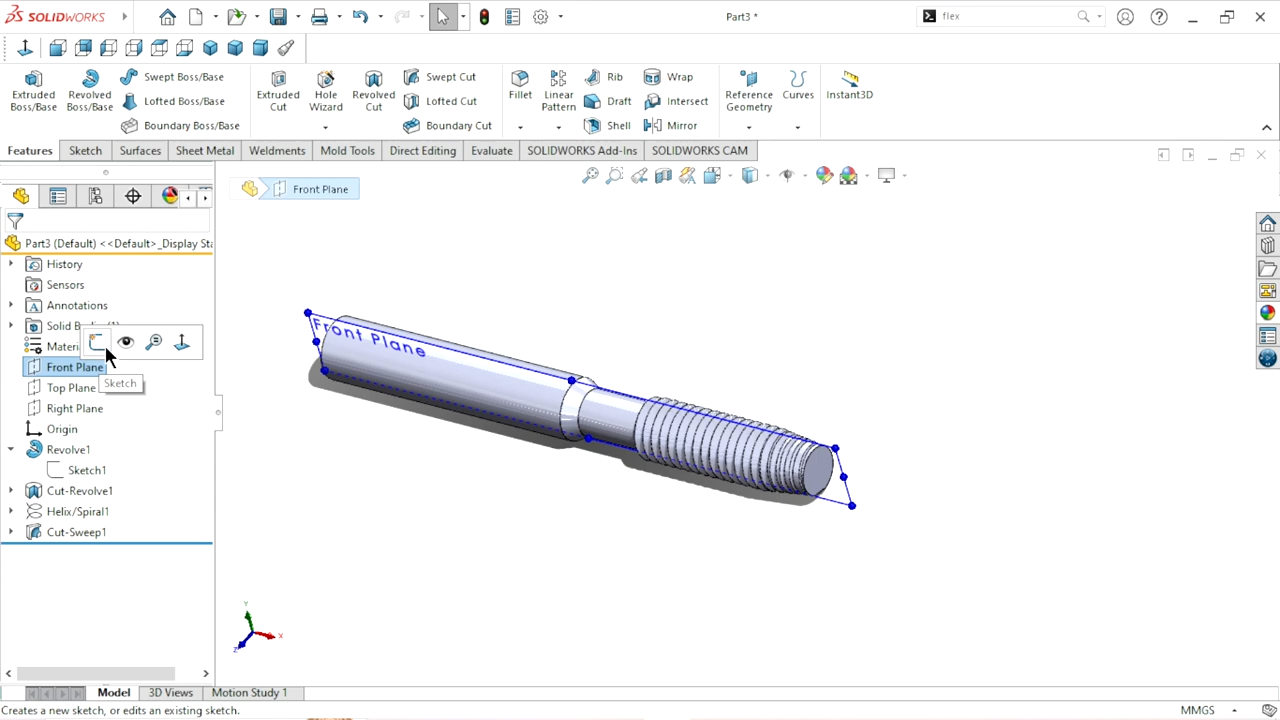 SOLIDWORKS
Part3 *
flex
Extruded Boss/Base
Revolved Boss/Base
Swept Boss/Base
Lofted Boss/Base
Boundary Boss/Base
Extruded Cut
Hole Wizard
Revolved Cut
Swept Cut
Lofted Cut
Boundary Cut
Fillet
Linear Pattern
Rib
Draft
Shell
Wrap
Intersect
Mirror
Reference Geometry
Curves
Instant3D
Features
Sketch
Surfaces
Sheet Metal
Weldments
Mold Tools
Direct Editing
Evaluate
SOLIDWORKS Add-Ins
SOLIDWORKS CAM
Front Plane
Part3 (Default) <<Default>_Display Sta
History
Sensors
Annotations
Solid
Front Plane
Sketch
Top Plane
Right Plane
Origin
Revolve1
Sketch1
Cut-Revolve1
Helix/Spiral1
Cut-Sweep1
Front Plane
Y
X
Z
Model
3D Views
Motion Study 1
Creates a new sketch, or edits an existing sketch.
MMGS